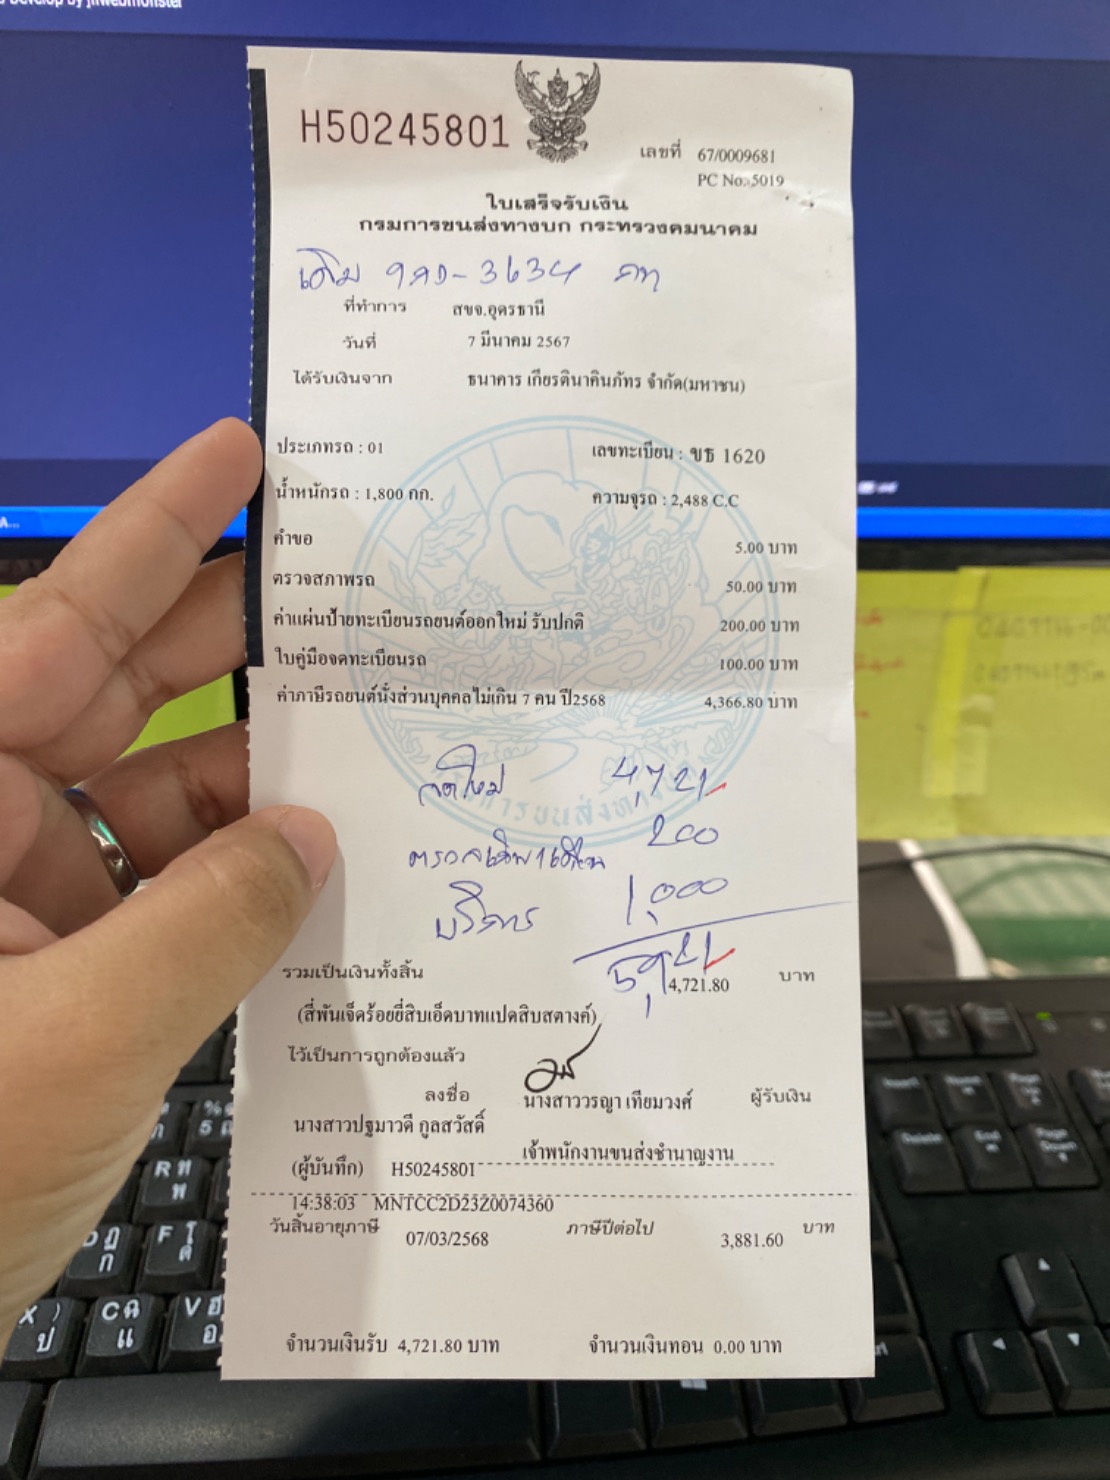 Develop by jiwebmonster
H50245801
เลขที่ 67/0009681
PC No.:5019
ใบเสร็จรับเงิน
กรมการขนส่งทางบก กระทรวงคมนาคม
เดิม 3634 กท
ที่ทำการ สขจ.อุดรธานี
วันที่ 7 มีนาคม 2567
ได้รับเงินจาก ธนาคาร เกียรตินาคินภัทร จำกัด(มหาชน)
ประเภทรถ : 01 เลขทะเบียน : ขธ 1620
น้ำหนักรถ : 1,800 กก. ความจุรถ : 2,488 C.C
คำขอ 5.00 บาท
ตรวจสภาพรถ 50.00 บาท
ค่าแผ่นป้ายทะเบียนรถยนต์ออกใหม่ รับปกติ 200.00 บาท
ใบคู่มือจดทะเบียนรถ 100.00 บาท
ค่าภาษีรถยนต์นั่งส่วนบุคคลไม่เกิน 7 คน ปี2568 4,366.80 บาท
จดใหม่ 4,721
200
บริการ 1,000
5,921
รวมเป็นเงินทั้งสิ้น 4,721.80 บาท
(สี่พันเจ็ดร้อยยี่สิบเอ็ดบาทแปดสิบสตางค์)
ไว้เป็นการถูกต้องแล้ว
ลงชื่อ นางสาววรญา เทียมวงศ์ ผู้รับเงิน
นางสาวปฐมาวดี กูลสวัสดิ์
เจ้าพนักงานขนส่งชำนาญงาน
(ผู้บันทึก) H50245801
14:38:03 MNTCC2D23Z0074360
วันสิ้นอายุภาษี 07/03/2568 ภาษีปีต่อไป 3,881.60 บาท
จำนวนเงินรับ 4,721.80 บาท จำนวนเงินทอน 0.00 บาท